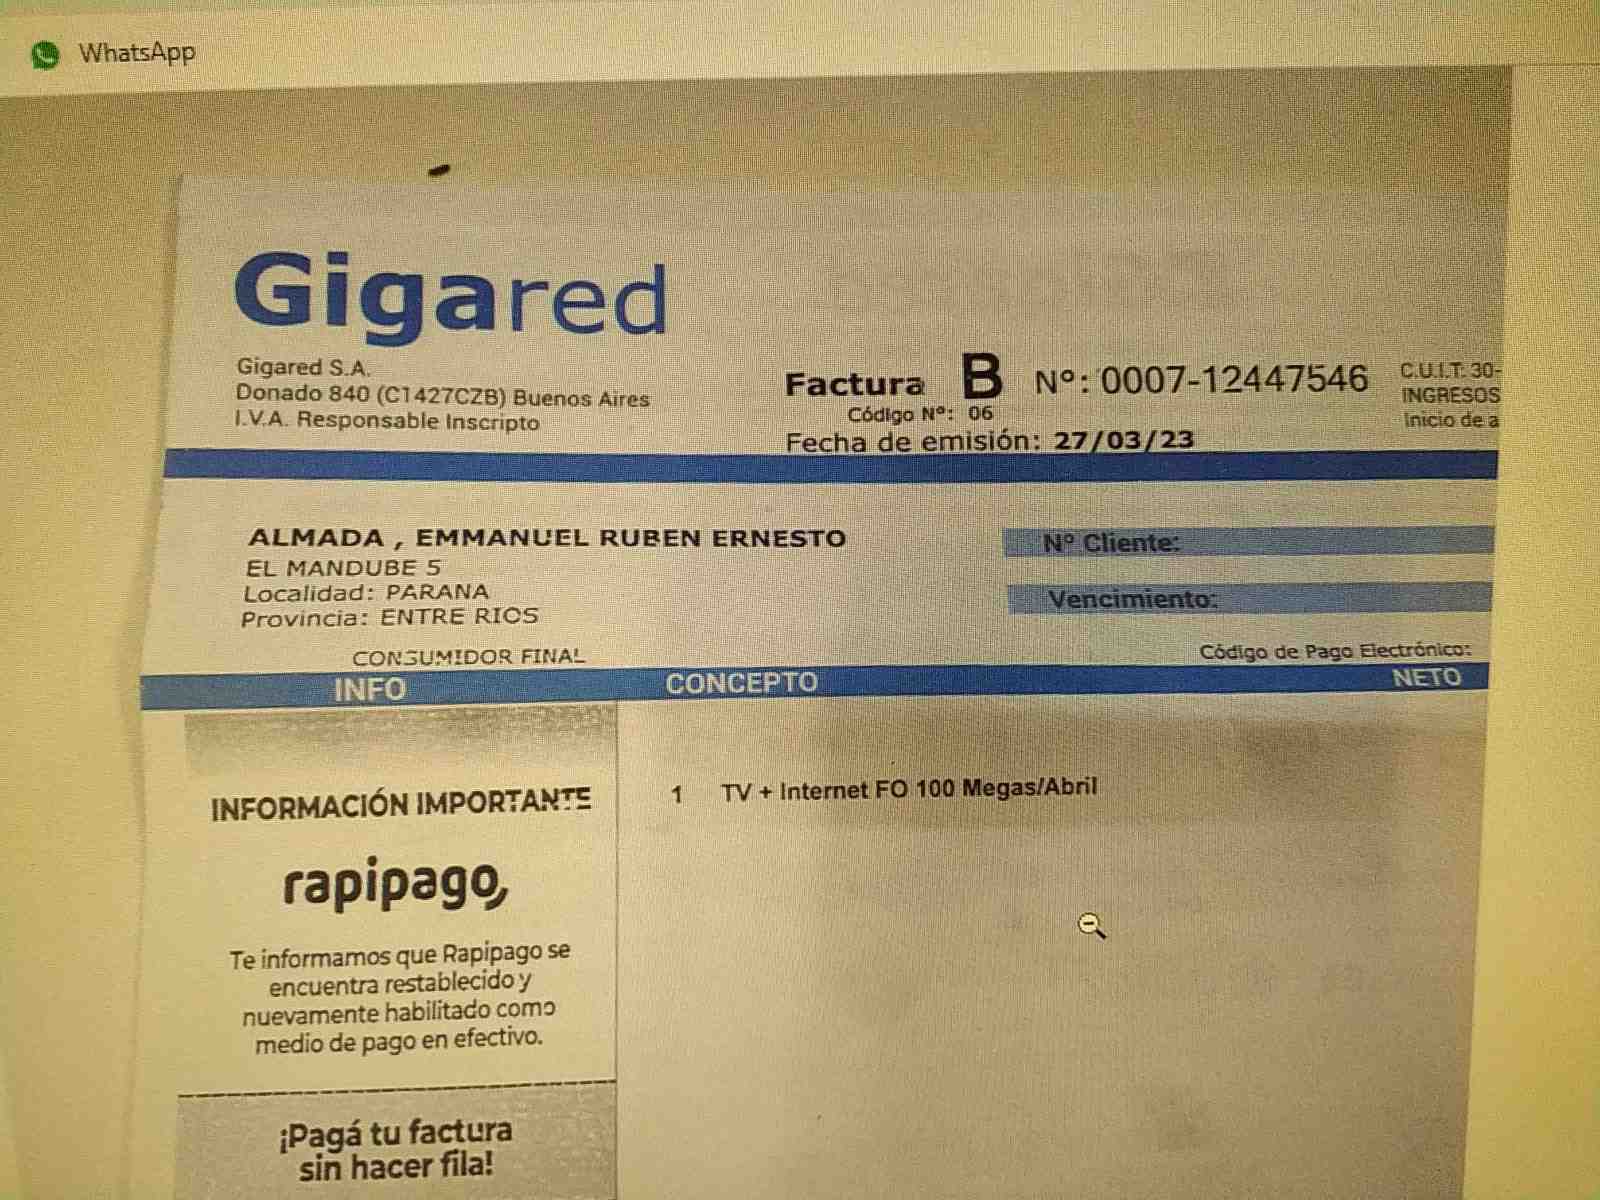 WhatsApp
Gigared
Gigared S.A.
Donado 840 (C1427CZB) Buenos Aires
I.V.A. Responsable Inscripto
Factura B Nº: 0007-12447546
Código Nº: 06
Fecha de emisión: 27/03/23
C.U.I.T: 30-
INGRESOS
Inicio de a
ALMADA , EMMANUEL RUBEN ERNESTO
EL MANDUBE 5
Localidad: PARANA
Provincia: ENTRE RIOS
CONSUMIDOR FINAL
Nº Cliente:
Vencimiento:
Código de Pago Electrónico:
INFO CONCEPTO NETO
INFORMACIÓN IMPORTANTE
rapipago
Te informamos que Rapipago se
encuentra restablecido y
nuevamente habilitado como
medio de pago en efectivo.
¡Pagá tu factura
sin hacer fila!
1 TV + Internet FO 100 Megas/Abril